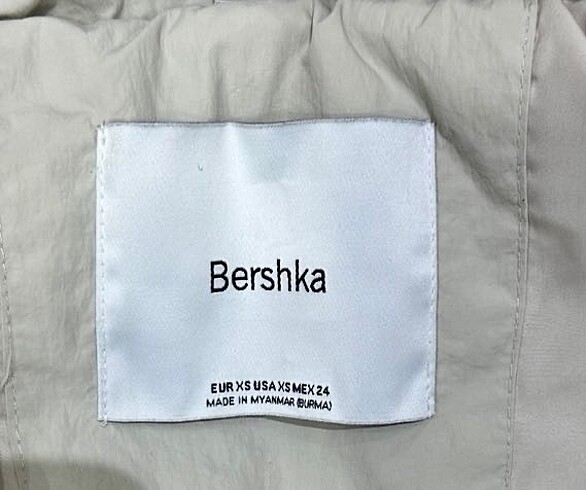 Bershka
EUR XS USA XS MEX 24
MADE IN MYANMAR (BURMA)